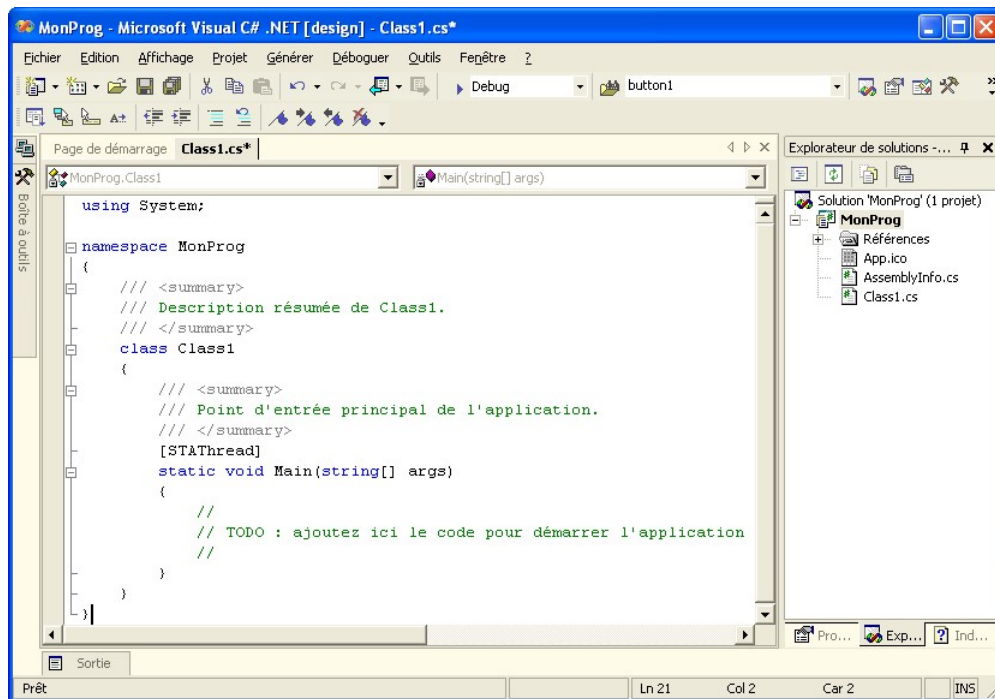 MonProg - Microsoft Visual C# .NET [design] - Class1.cs*
Fichier Edition Affichage Projet Générer Déboguer Outils Fenêtre ?
Debug button1
Page de démarrage Class1.cs* Explorateur de solutions -...
MonProg.Class1 Main(string[] args)
Boîte à outils
using System;
namespace MonProg
{
/// <summary>
/// Description résumée de Class1.
/// </summary>
class Class1
{
/// <summary>
/// Point d'entrée principal de l'application.
/// </summary>
[STAThread]
static void Main(string[] args)
{
//
// TODO : ajoutez ici le code pour démarrer l'application
//
}
}
}
Solution 'MonProg' (1 projet)
MonProg
Références
App.ico
AssemblyInfo.cs
Class1.cs
Pro... Exp... Ind...
Sortie
Prêt Ln 21 Col 2 Car 2 INS